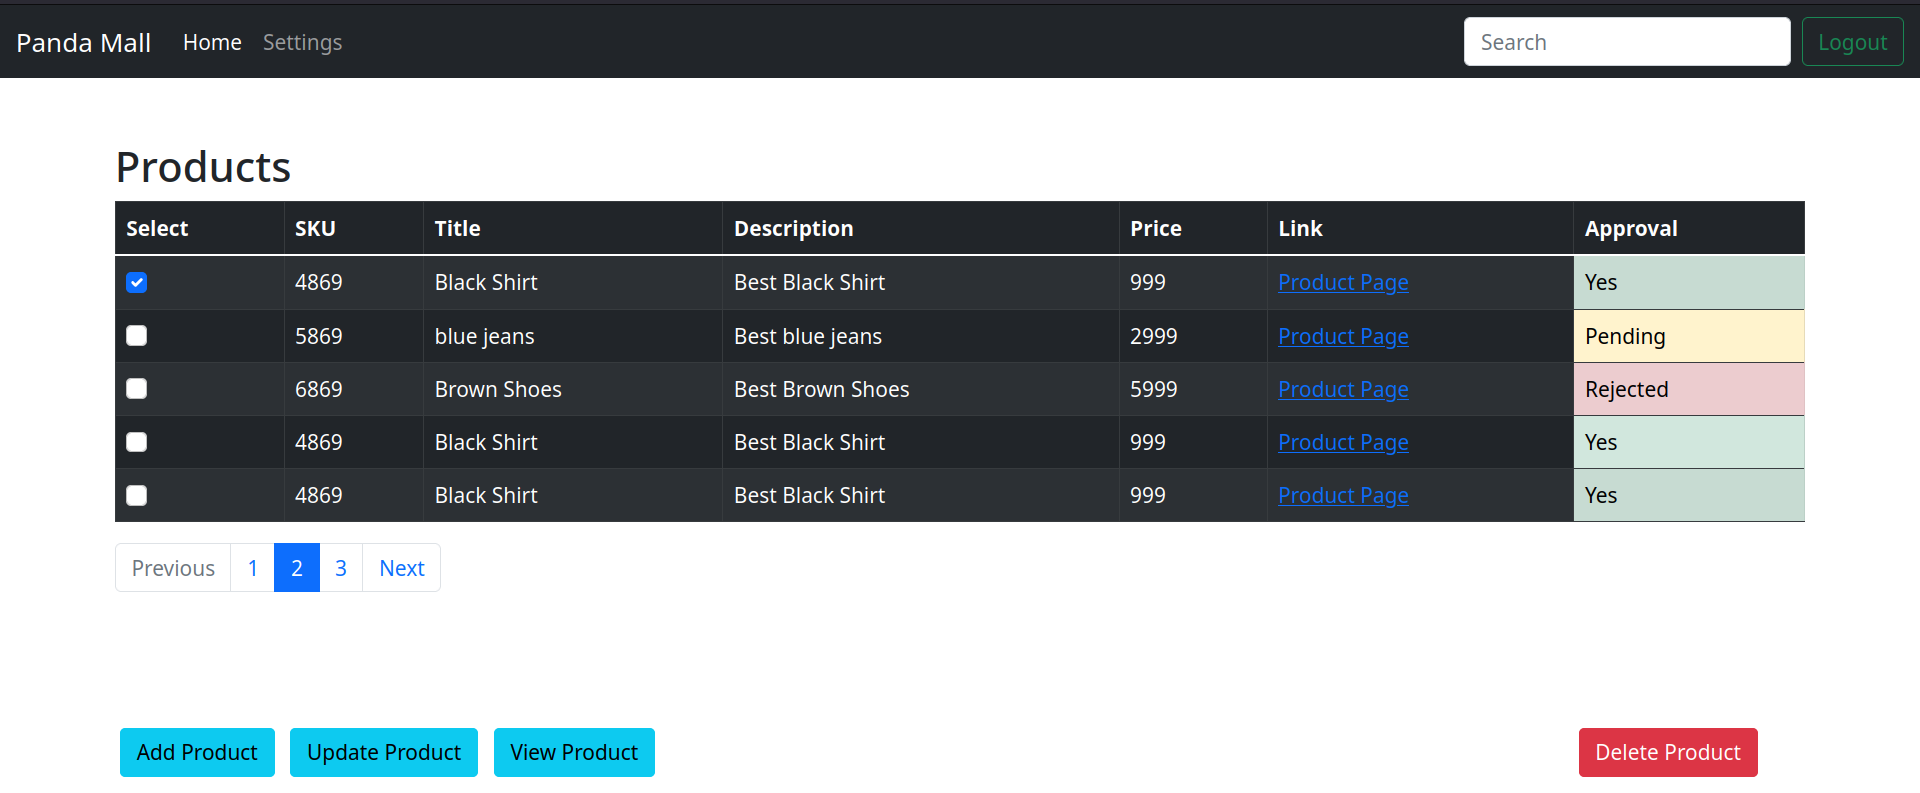 Panda Mall Home Settings Search Logout
Products
Select SKU Title Description Price Link Approval
4869 Black Shirt Best Black Shirt 999 Product Page Yes
5869 blue jeans Best blue jeans 2999 Product Page Pending
6869 Brown Shoes Best Brown Shoes 5999 Product Page Rejected
4869 Black Shirt Best Black Shirt 999 Product Page Yes
4869 Black Shirt Best Black Shirt 999 Product Page Yes
Previous 1 2 3 Next
Add Product Update Product View Product Delete Product